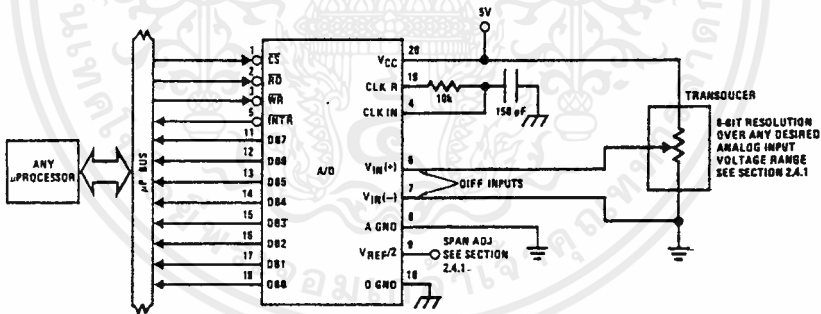 5V
1 CS VCC 20
2 RD CLK R 19
10k
3 WR CLK IN 4
150 pF
5 INTR
TRANSDUCER
8-BIT RESOLUTION
OVER ANY DESIRED
ANALOG INPUT
VOLTAGE RANGE
SEE SECTION 2.4.1
11 DB7
12 DB6
ANY
μPROCESSOR
μP BUS
A/D
VIN(+) 6
13 DB5
DIFF INPUTS
14 DB4
VIN(–) 7
15 DB3
A GND 8
16 DB2
VREF/2 9
SPAN ADJ
SEE SECTION
2.4.1
17 DB1
18 DB0
D GND 10